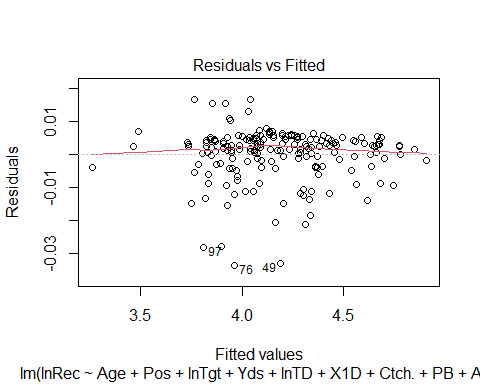 Residuals vs Fitted
0.01
-0.01
-0.03
Residuals
97
76
49
3.5 4.0 4.5
Fitted values
lm(lnRec ~ Age + Pos + lnTgt + Yds + lnTD + X1D + Ctch. + PB + A